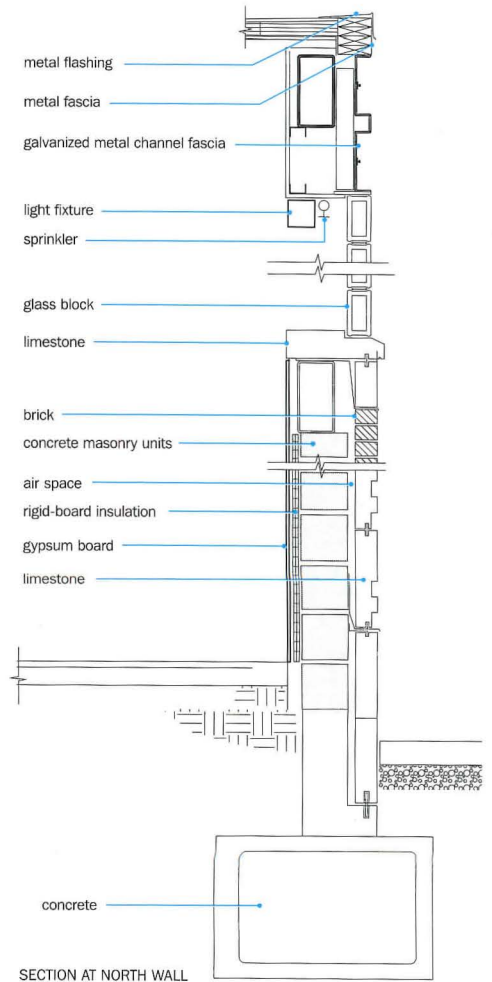 metal flashing
metal fascia
galvanized metal channel fascia
light fixture
sprinkler
glass block
limestone
brick
concrete masonry units
air space
rigid-board insulation
gypsum board
limestone
concrete
SECTION AT NORTH WALL